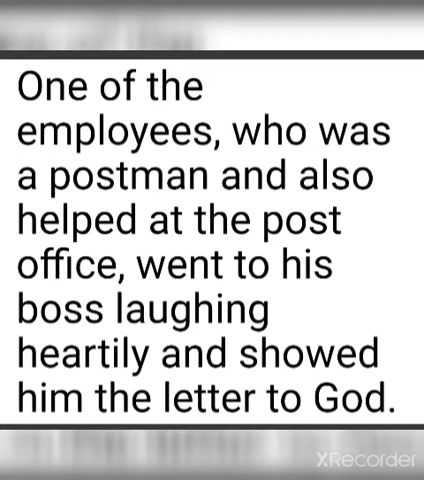 One of the
employees, who was
a postman and also
helped at the post
office, went to his
boss laughing
heartily and showed
him the letter to God.
XRecorder